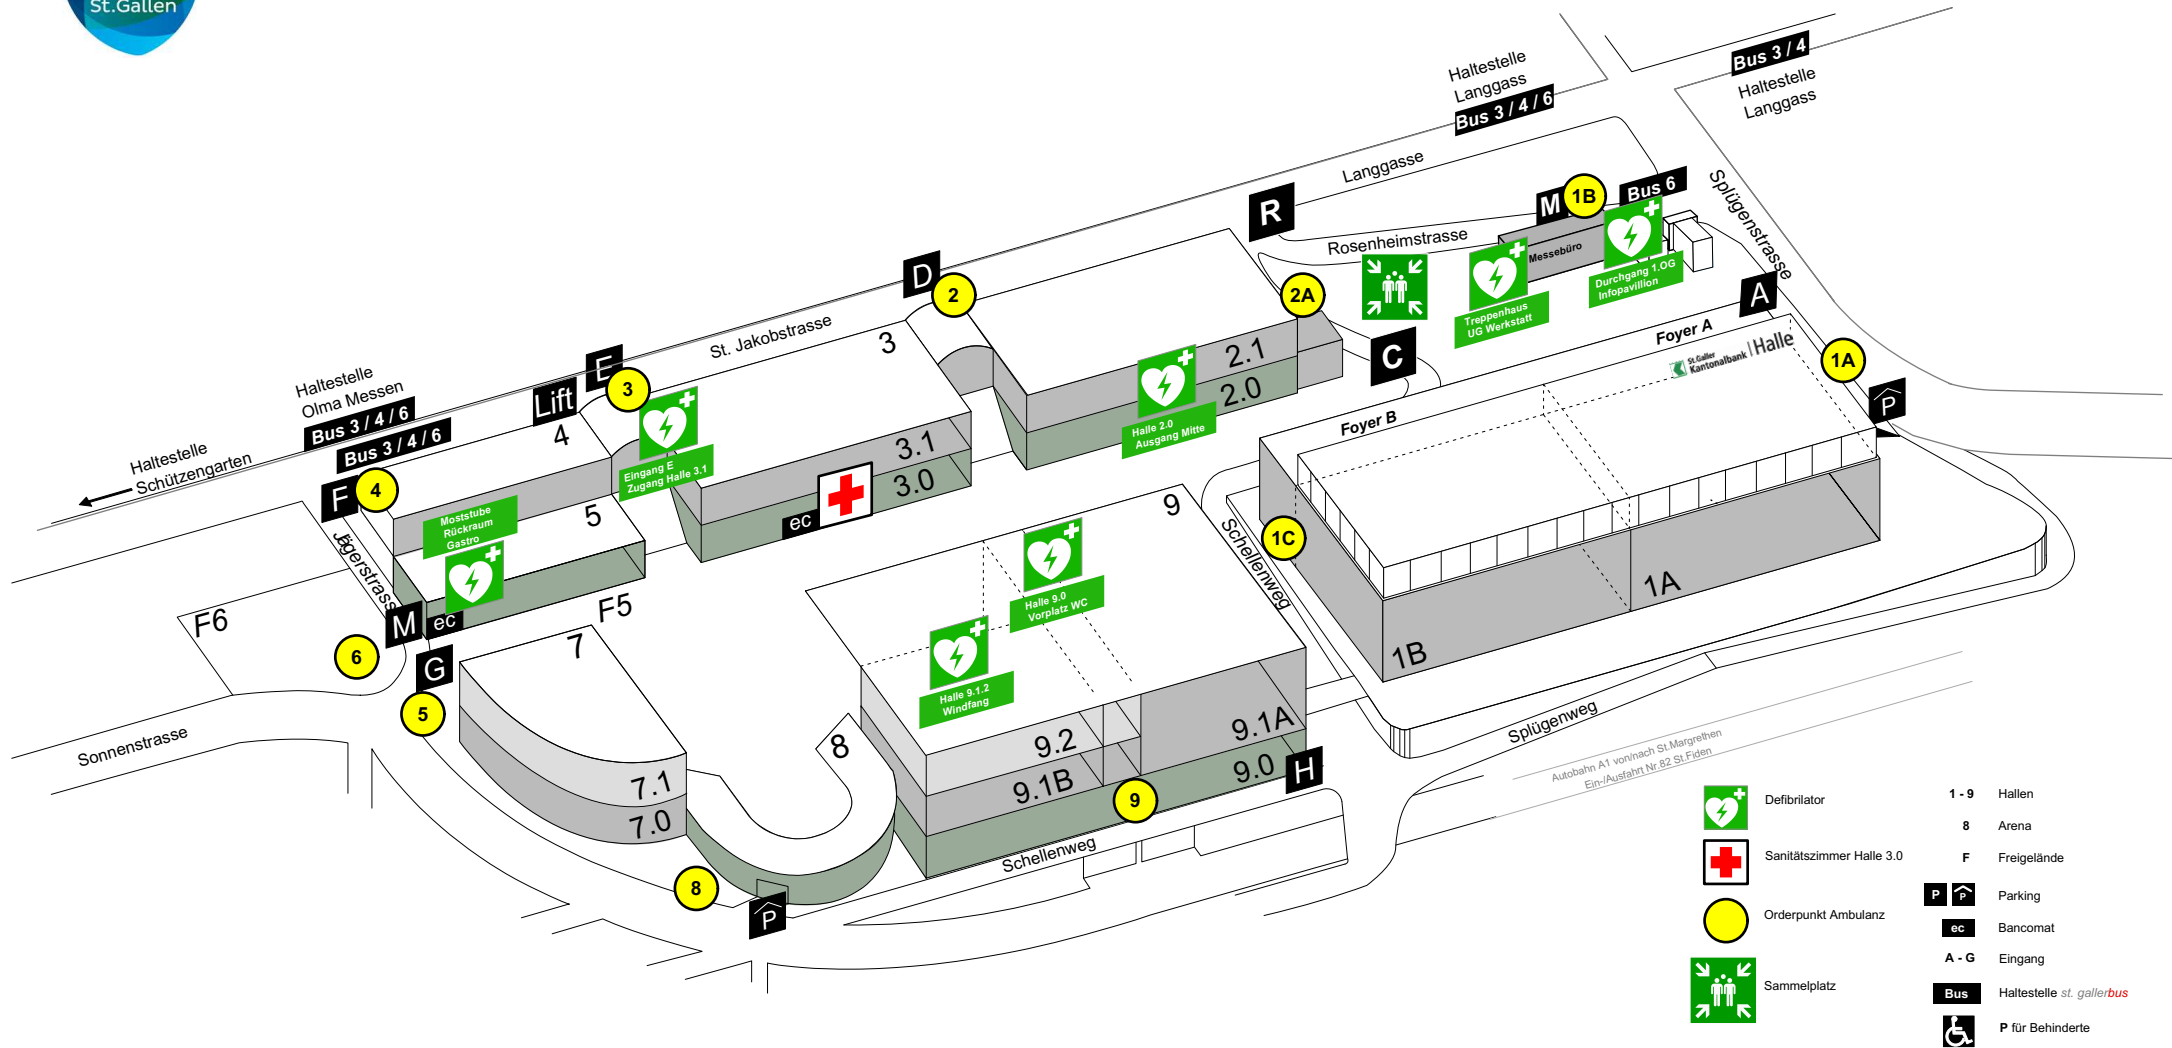 St.Gallen
Bus 3 / 4
Haltestelle
Langgass
Haltestelle
Langgass
Bus 3 / 4 / 6
Langgasse
Splügenstrasse
R
M
1B
Bus 6
Rosenheimstrasse
Messebüro
Durchgang 1.OG
Infopavillion
Treppenhaus
UG Werkstatt
A
Foyer A
St.Galler
Kantonalbank
Halle
1A
P
D
2
2A
C
St. Jakobstrasse
3
2.1
2.0
Halle 2.0
Ausgang Mitte
Foyer B
E
Lift
3
Haltestelle
Olma Messen
Bus 3 / 4 / 6
Bus 3 / 4 / 6
Haltestelle
Schützengarten
4
Eingang E
Zugang Halle 3.1
3.1
3.0
ec
F
4
Moststube
Rückraum
Gastro
5
Jägerstrasse
9
Schellenweg
1C
1A
1B
Halle 9.0
Vorplatz WC
Halle 9.1.2
Windfang
F6
M
ec
F5
6
G
7
5
Sonnenstrasse
7.1
7.0
8
9.2
9.1A
9.1B
9.0
H
9
Schellenweg
8
P
Splügenweg
Autobahn A1 von/nach St.Margrethen
Ein-/Ausfahrt Nr.82 St.Fiden
Defibrilator
Sanitätszimmer Halle 3.0
Orderpunkt Ambulanz
Sammelplatz
1 - 9 Hallen
8 Arena
F Freigelände
P P Parking
ec Bancomat
A - G Eingang
Bus Haltestelle st. gallerbus
P für Behinderte